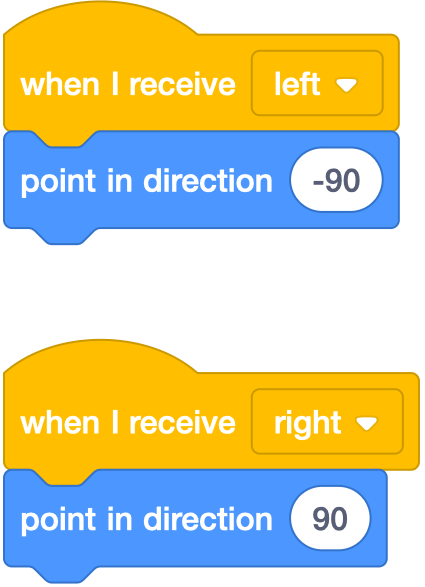 when I receive left
point in direction -90
when I receive right
point in direction 90